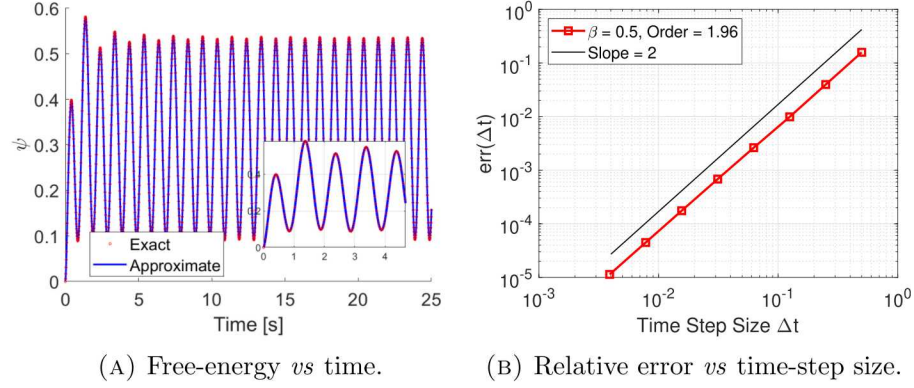 0.6
0.5
0.4
0.3
0.2
0.1
0
ψ
0.4
0.2
0
0 1 2 3 4
Exact
Approximate
0 5 10 15 20 25
Time [s]
(A) Free-energy vs time.
10^0
10^-1
10^-2
10^-3
10^-4
10^-5
err(Δt)
β = 0.5, Order = 1.96
Slope = 2
10^-3 10^-2 10^-1 10^0
Time Step Size Δt
(B) Relative error vs time-step size.